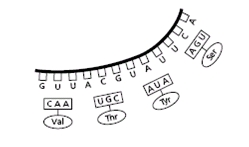 G U U A C G U A U U C A
CAA
Val
UGC
Thr
AUA
Tyr
AGU
Ser